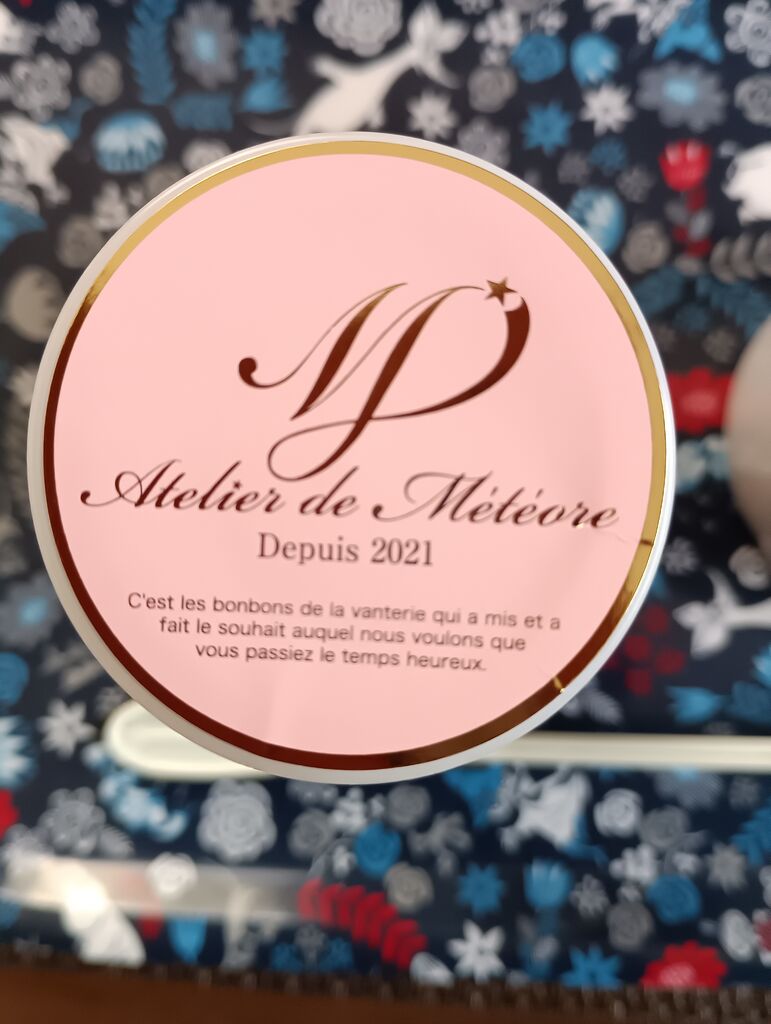 Atelier de Météore
Depuis 2021
C'est les bonbons de la vanterie qui a mis et a
fait le souhait auquel nous voulons que
vous passiez le temps heureux.